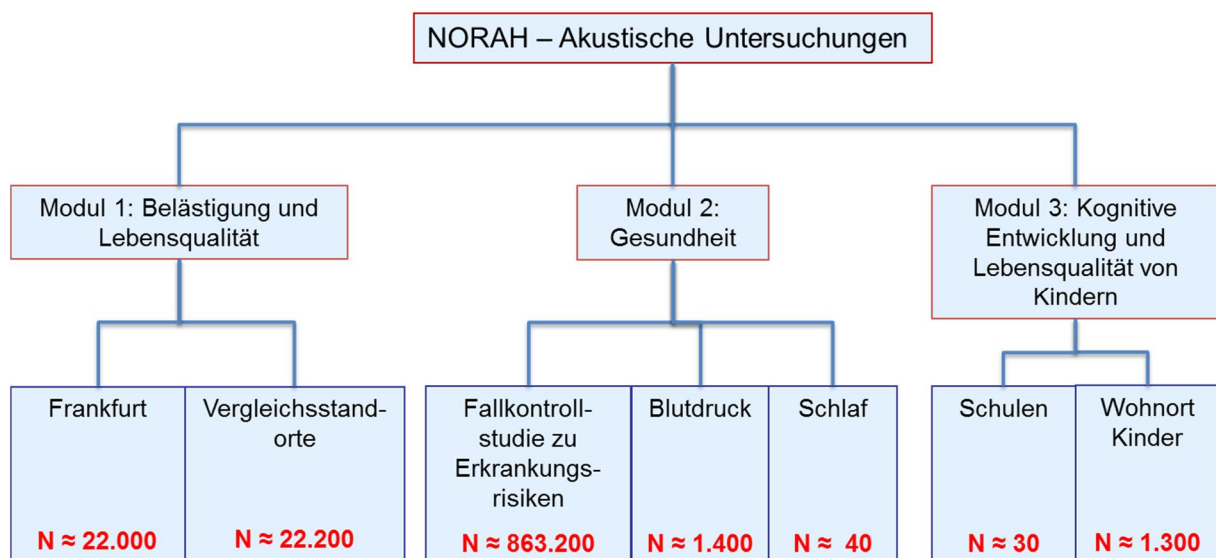 NORAH – Akustische Untersuchungen
Modul 1: Belästigung und
Lebensqualität
Modul 2:
Gesundheit
Modul 3: Kognitive
Entwicklung und
Lebensqualität von
Kindern
Frankfurt
N ≈ 22.000
Vergleichsstand-
orte
N ≈ 22.200
Fallkontroll-
studie zu
Erkrankungs-
risiken
N ≈ 863.200
Blutdruck
N ≈ 1.400
Schlaf
N ≈ 40
Schulen
N ≈ 30
Wohnort
Kinder
N ≈ 1.300